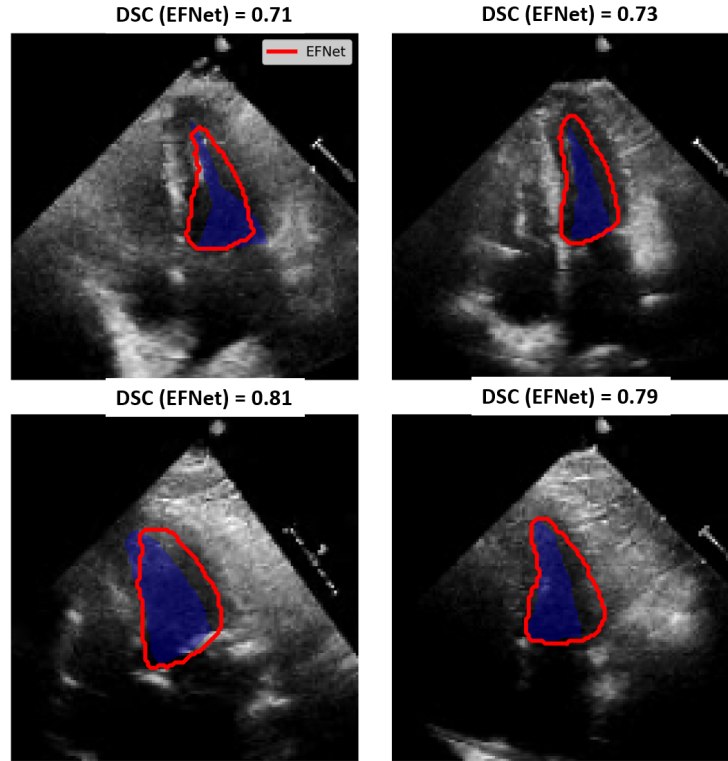 DSC (EFNet) = 0.71
DSC (EFNet) = 0.73
EFNet
DSC (EFNet) = 0.81
DSC (EFNet) = 0.79